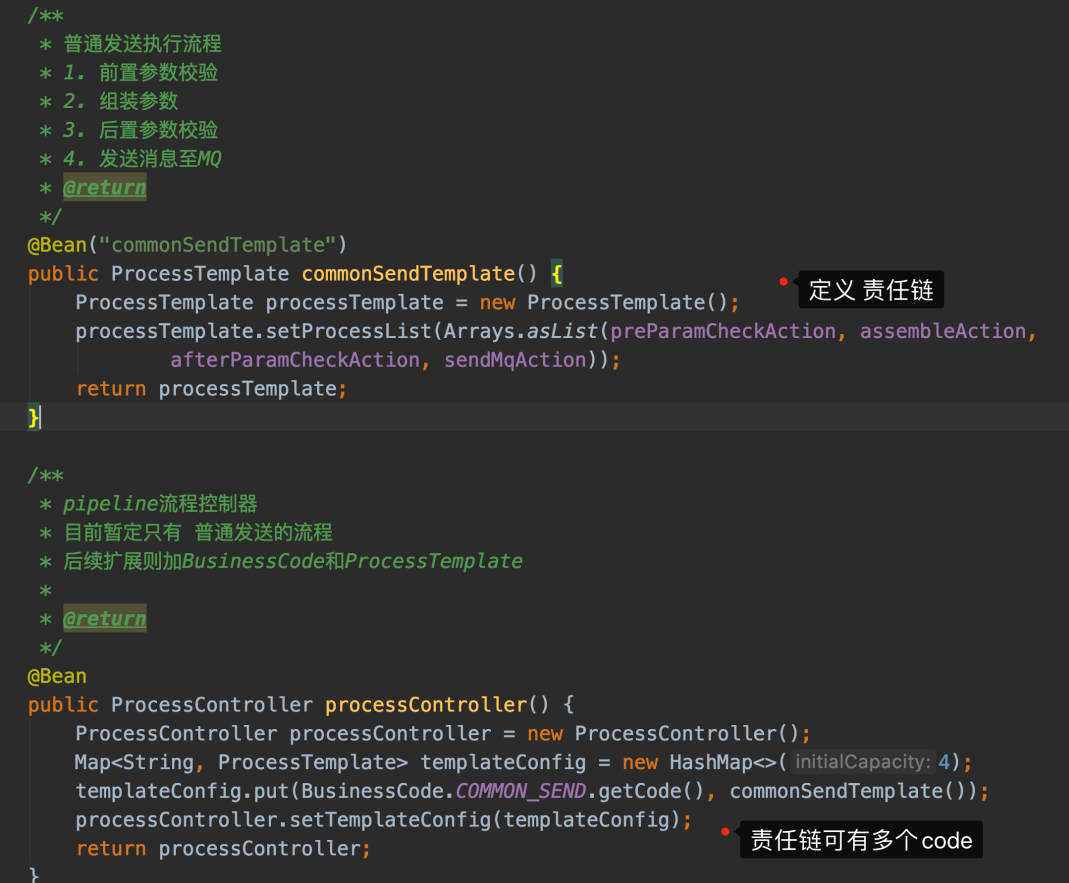 /**
 * 普通发送执行流程
 * 1. 前置参数校验
 * 2. 组装参数
 * 3. 后置参数校验
 * 4. 发送消息至MQ
 * @return
 */
@Bean("commonSendTemplate")
public ProcessTemplate commonSendTemplate() {
定义 责任链
    ProcessTemplate processTemplate = new ProcessTemplate();
    processTemplate.setProcessList(Arrays.asList(preParamCheckAction, assembleAction,
            afterParamCheckAction, sendMqAction));
    return processTemplate;
}
/**
 * pipeline流程控制器
 * 目前暂定只有 普通发送的流程
 * 后续扩展则加BusinessCode和ProcessTemplate
 *
 * @return
 */
@Bean
public ProcessController processController() {
    ProcessController processController = new ProcessController();
    Map<String, ProcessTemplate> templateConfig = new HashMap<>( initialCapacity: 4);
    templateConfig.put(BusinessCode.COMMON_SEND.getCode(), commonSendTemplate());
    processController.setTemplateConfig(templateConfig);
责任链可有多个code
    return processController;
}